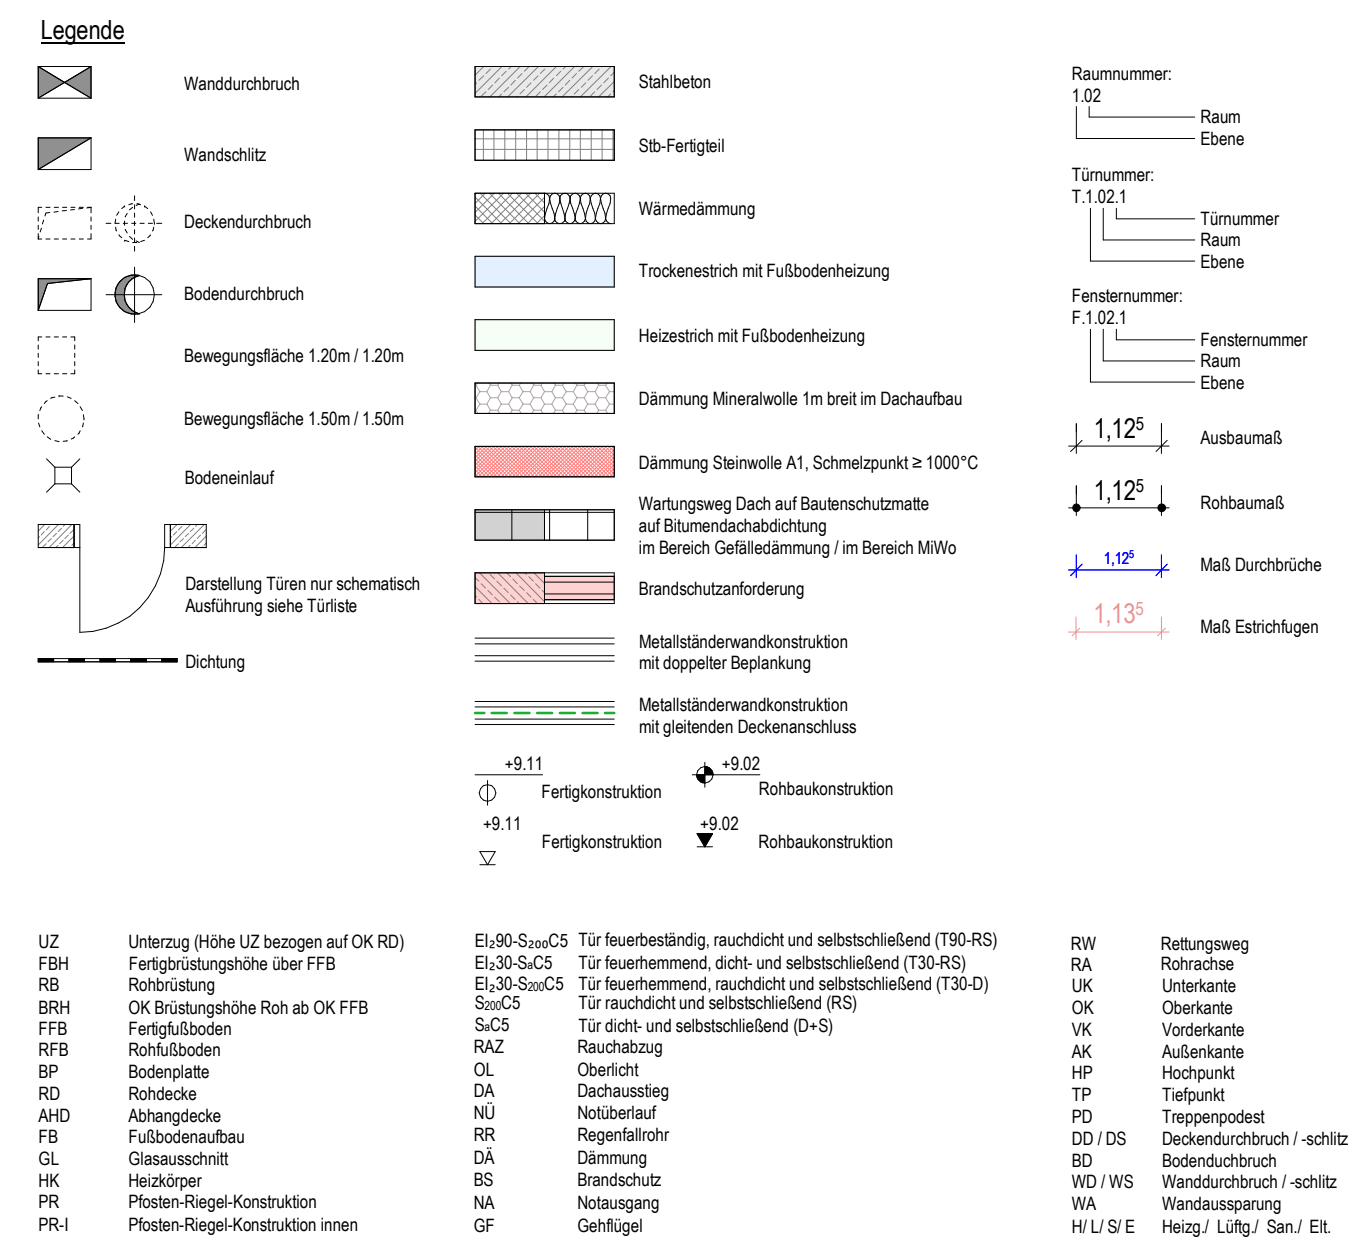 Legende
Wanddurchbruch
Wandschlitz
Deckendurchbruch
Bodendurchbruch
Bewegungsfläche 1.20m / 1.20m
Bewegungsfläche 1.50m / 1.50m
Bodeneinlauf
Darstellung Türen nur schematisch
Ausführung siehe Türliste
Dichtung
Stahlbeton
Stb-Fertigteil
Wärmedämmung
Trockenestrich mit Fußbodenheizung
Heizestrich mit Fußbodenheizung
Dämmung Mineralwolle 1m breit im Dachaufbau
Dämmung Steinwolle A1, Schmelzpunkt ≥ 1000°C
Wartungsweg Dach auf Bautenschutzmatte
auf Bitumendachabdichtung
im Bereich Gefälledämmung / im Bereich MiWo
Brandschutzanforderung
Metallständerwandkonstruktion
mit doppelter Beplankung
Metallständerwandkonstruktion
mit gleitenden Deckenanschluss
+9.11 Fertigkonstruktion
+9.02 Rohbaukonstruktion
+9.11 Fertigkonstruktion
+9.02 Rohbaukonstruktion
Raumnummer:
1.02
Raum
Ebene
Türnummer:
T.1.02.1
Türnummer
Raum
Ebene
Fensternummer:
F.1.02.1
Fensternummer
Raum
Ebene
1,12⁵ Ausbaumaß
1,12⁵ Rohbaumaß
1,12⁵ Maß Durchbrüche
1,13⁵ Maß Estrichfugen
UZ Unterzug (Höhe UZ bezogen auf OK RD)
FBH Fertigbrüstungshöhe über FFB
RB Rohbrüstung
BRH OK Brüstungshöhe Roh ab OK FFB
FFB Fertigfußboden
RFB Rohfußboden
BP Bodenplatte
RD Rohdecke
AHD Abhangdecke
FB Fußbodenaufbau
GL Glasausschnitt
HK Heizkörper
PR Pfosten-Riegel-Konstruktion
PR-I Pfosten-Riegel-Konstruktion innen
EI₂90-S₂₀₀C5 Tür feuerbeständig, rauchdicht und selbstschließend (T90-RS)
EI₂30-SaC5 Tür feuerhemmend, dicht- und selbstschließend (T30-RS)
EI₂30-S₂₀₀C5 Tür feuerhemmend, rauchdicht und selbstschließend (T30-D)
S₂₀₀C5 Tür rauchdicht und selbstschließend (RS)
SaC5 Tür dicht- und selbstschließend (D+S)
RAZ Rauchabzug
OL Oberlicht
DA Dachausstieg
NÜ Notüberlauf
RR Regenfallrohr
DÄ Dämmung
BS Brandschutz
NA Notausgang
GF Gehflügel
RW Rettungsweg
RA Rohrachse
UK Unterkante
OK Oberkante
VK Vorderkante
AK Außenkante
HP Hochpunkt
TP Tiefpunkt
PD Treppenpodest
DD / DS Deckendurchbruch / -schlitz
BD Bodenduchbruch
WD / WS Wanddurchbruch / -schlitz
WA Wandaussparung
H/ L/ S/ E Heizg./ Lüftg./ San./ Elt.